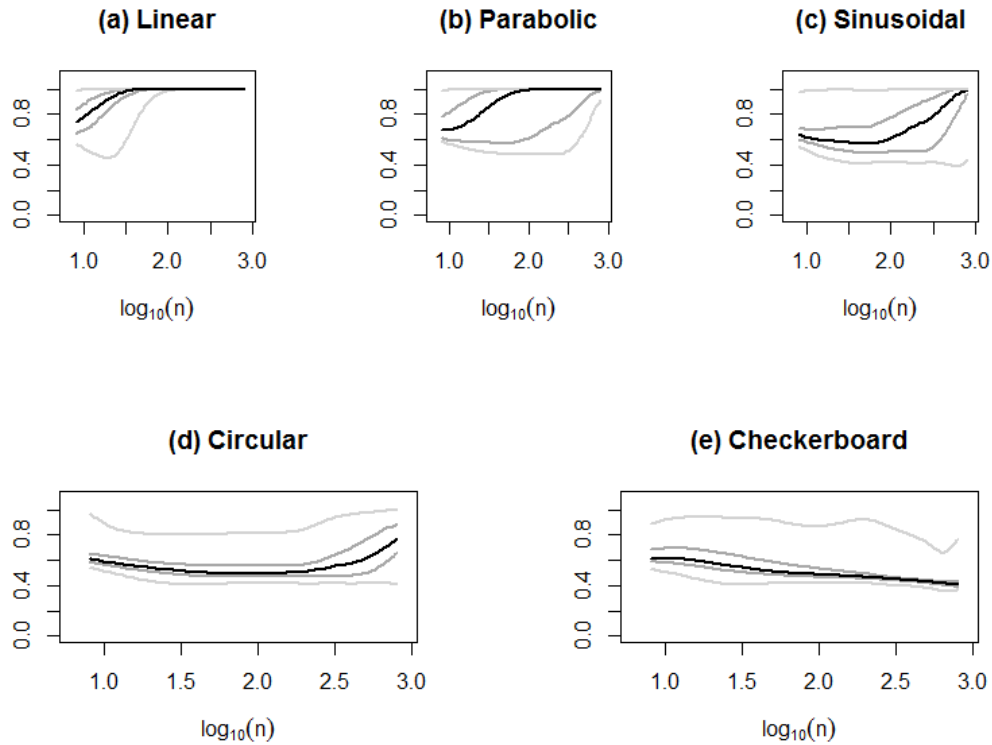 (a) Linear
(b) Parabolic
(c) Sinusoidal
0.0 0.4 0.8
0.0 0.4 0.8
0.0 0.4 0.8
1.0 2.0 3.0
1.0 2.0 3.0
1.0 2.0 3.0
log₁₀(n)
log₁₀(n)
log₁₀(n)
(d) Circular
(e) Checkerboard
0.0 0.4 0.8
0.0 0.4 0.8
1.0 1.5 2.0 2.5 3.0
1.0 1.5 2.0 2.5 3.0
log₁₀(n)
log₁₀(n)